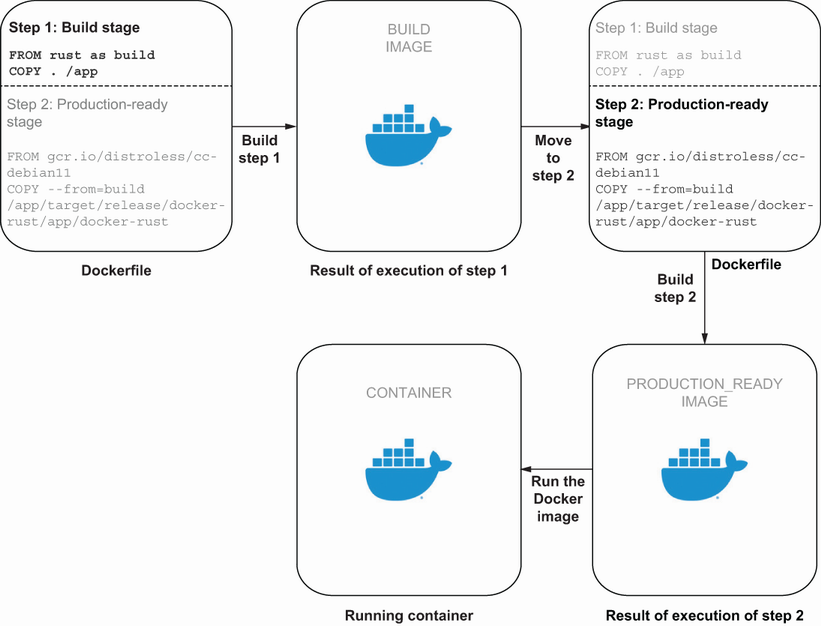 Step 1: Build stage
FROM rust as build
COPY . /app
Step 2: Production-ready
stage
FROM gcr.io/distroless/cc-
debian11
COPY --from=build
/app/target/release/docker-
rust/app/docker-rust
Dockerfile
Build
step 1
BUILD
IMAGE
Result of execution of step 1
Move
to
step 2
Step 1: Build stage
FROM rust as build
COPY . /app
Step 2: Production-ready
stage
FROM gcr.io/distroless/cc-
debian11
COPY --from=build
/app/target/release/docker-
rust/app/docker-rust
Dockerfile
Build
step 2
PRODUCTION_READY
IMAGE
Result of execution of step 2
Run the
Docker
image
CONTAINER
Running container